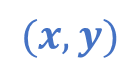 (x, y)